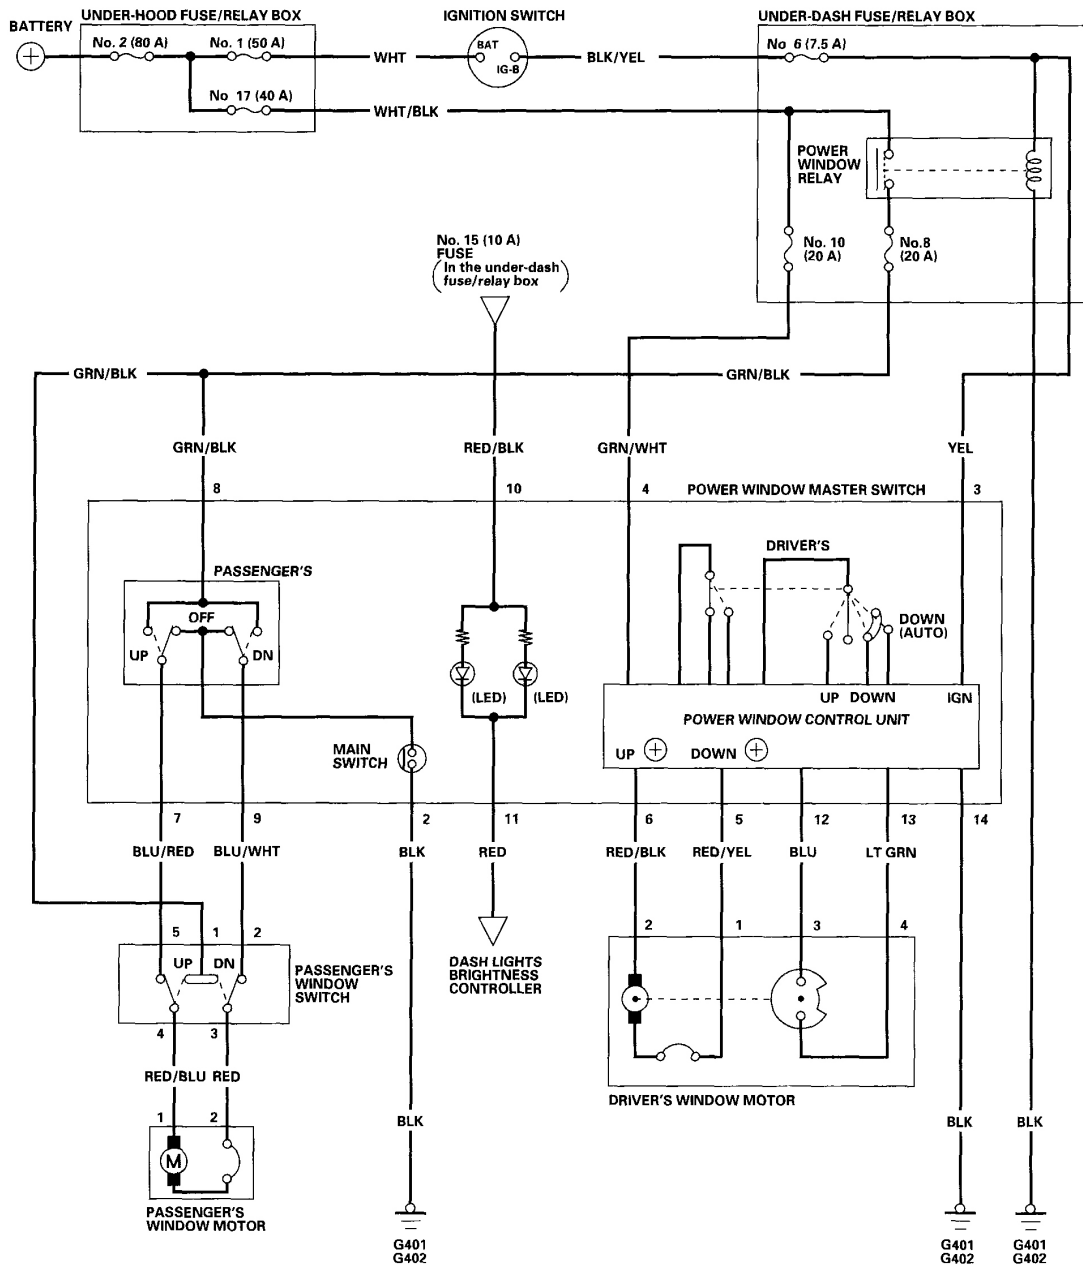 BATTERY
UNDER-HOOD FUSE/RELAY BOX
No. 2 (80 A)
No. 1 (50 A)
No 17 (40 A)
WHT
WHT/BLK
IGNITION SWITCH
BAT
IG-B
BLK/YEL
UNDER-DASH FUSE/RELAY BOX
No 6 (7.5 A)
POWER
WINDOW
RELAY
No. 10
(20 A)
No.8
(20 A)
No. 15 (10 A)
FUSE
(In the under-dash
fuse/relay box)
GRN/BLK
GRN/BLK
GRN/BLK
RED/BLK
GRN/WHT
YEL
8
10
4
POWER WINDOW MASTER SWITCH
3
PASSENGER'S
OFF
UP
DN
(LED)
(LED)
MAIN
SWITCH
DRIVER'S
DOWN
(AUTO)
UP
DOWN
IGN
POWER WINDOW CONTROL UNIT
UP +
DOWN +
7
9
2
11
6
5
12
13
14
BLU/RED
BLU/WHT
BLK
RED
RED/BLK
RED/YEL
BLU
LT GRN
5
1
2
UP
DN
PASSENGER'S
WINDOW
SWITCH
4
3
DASH LIGHTS
BRIGHTNESS
CONTROLLER
2
1
3
4
DRIVER'S WINDOW MOTOR
RED/BLU
RED
1
2
M
PASSENGER'S
WINDOW MOTOR
BLK
BLK
BLK
G401
G402
G401
G402
G401
G402